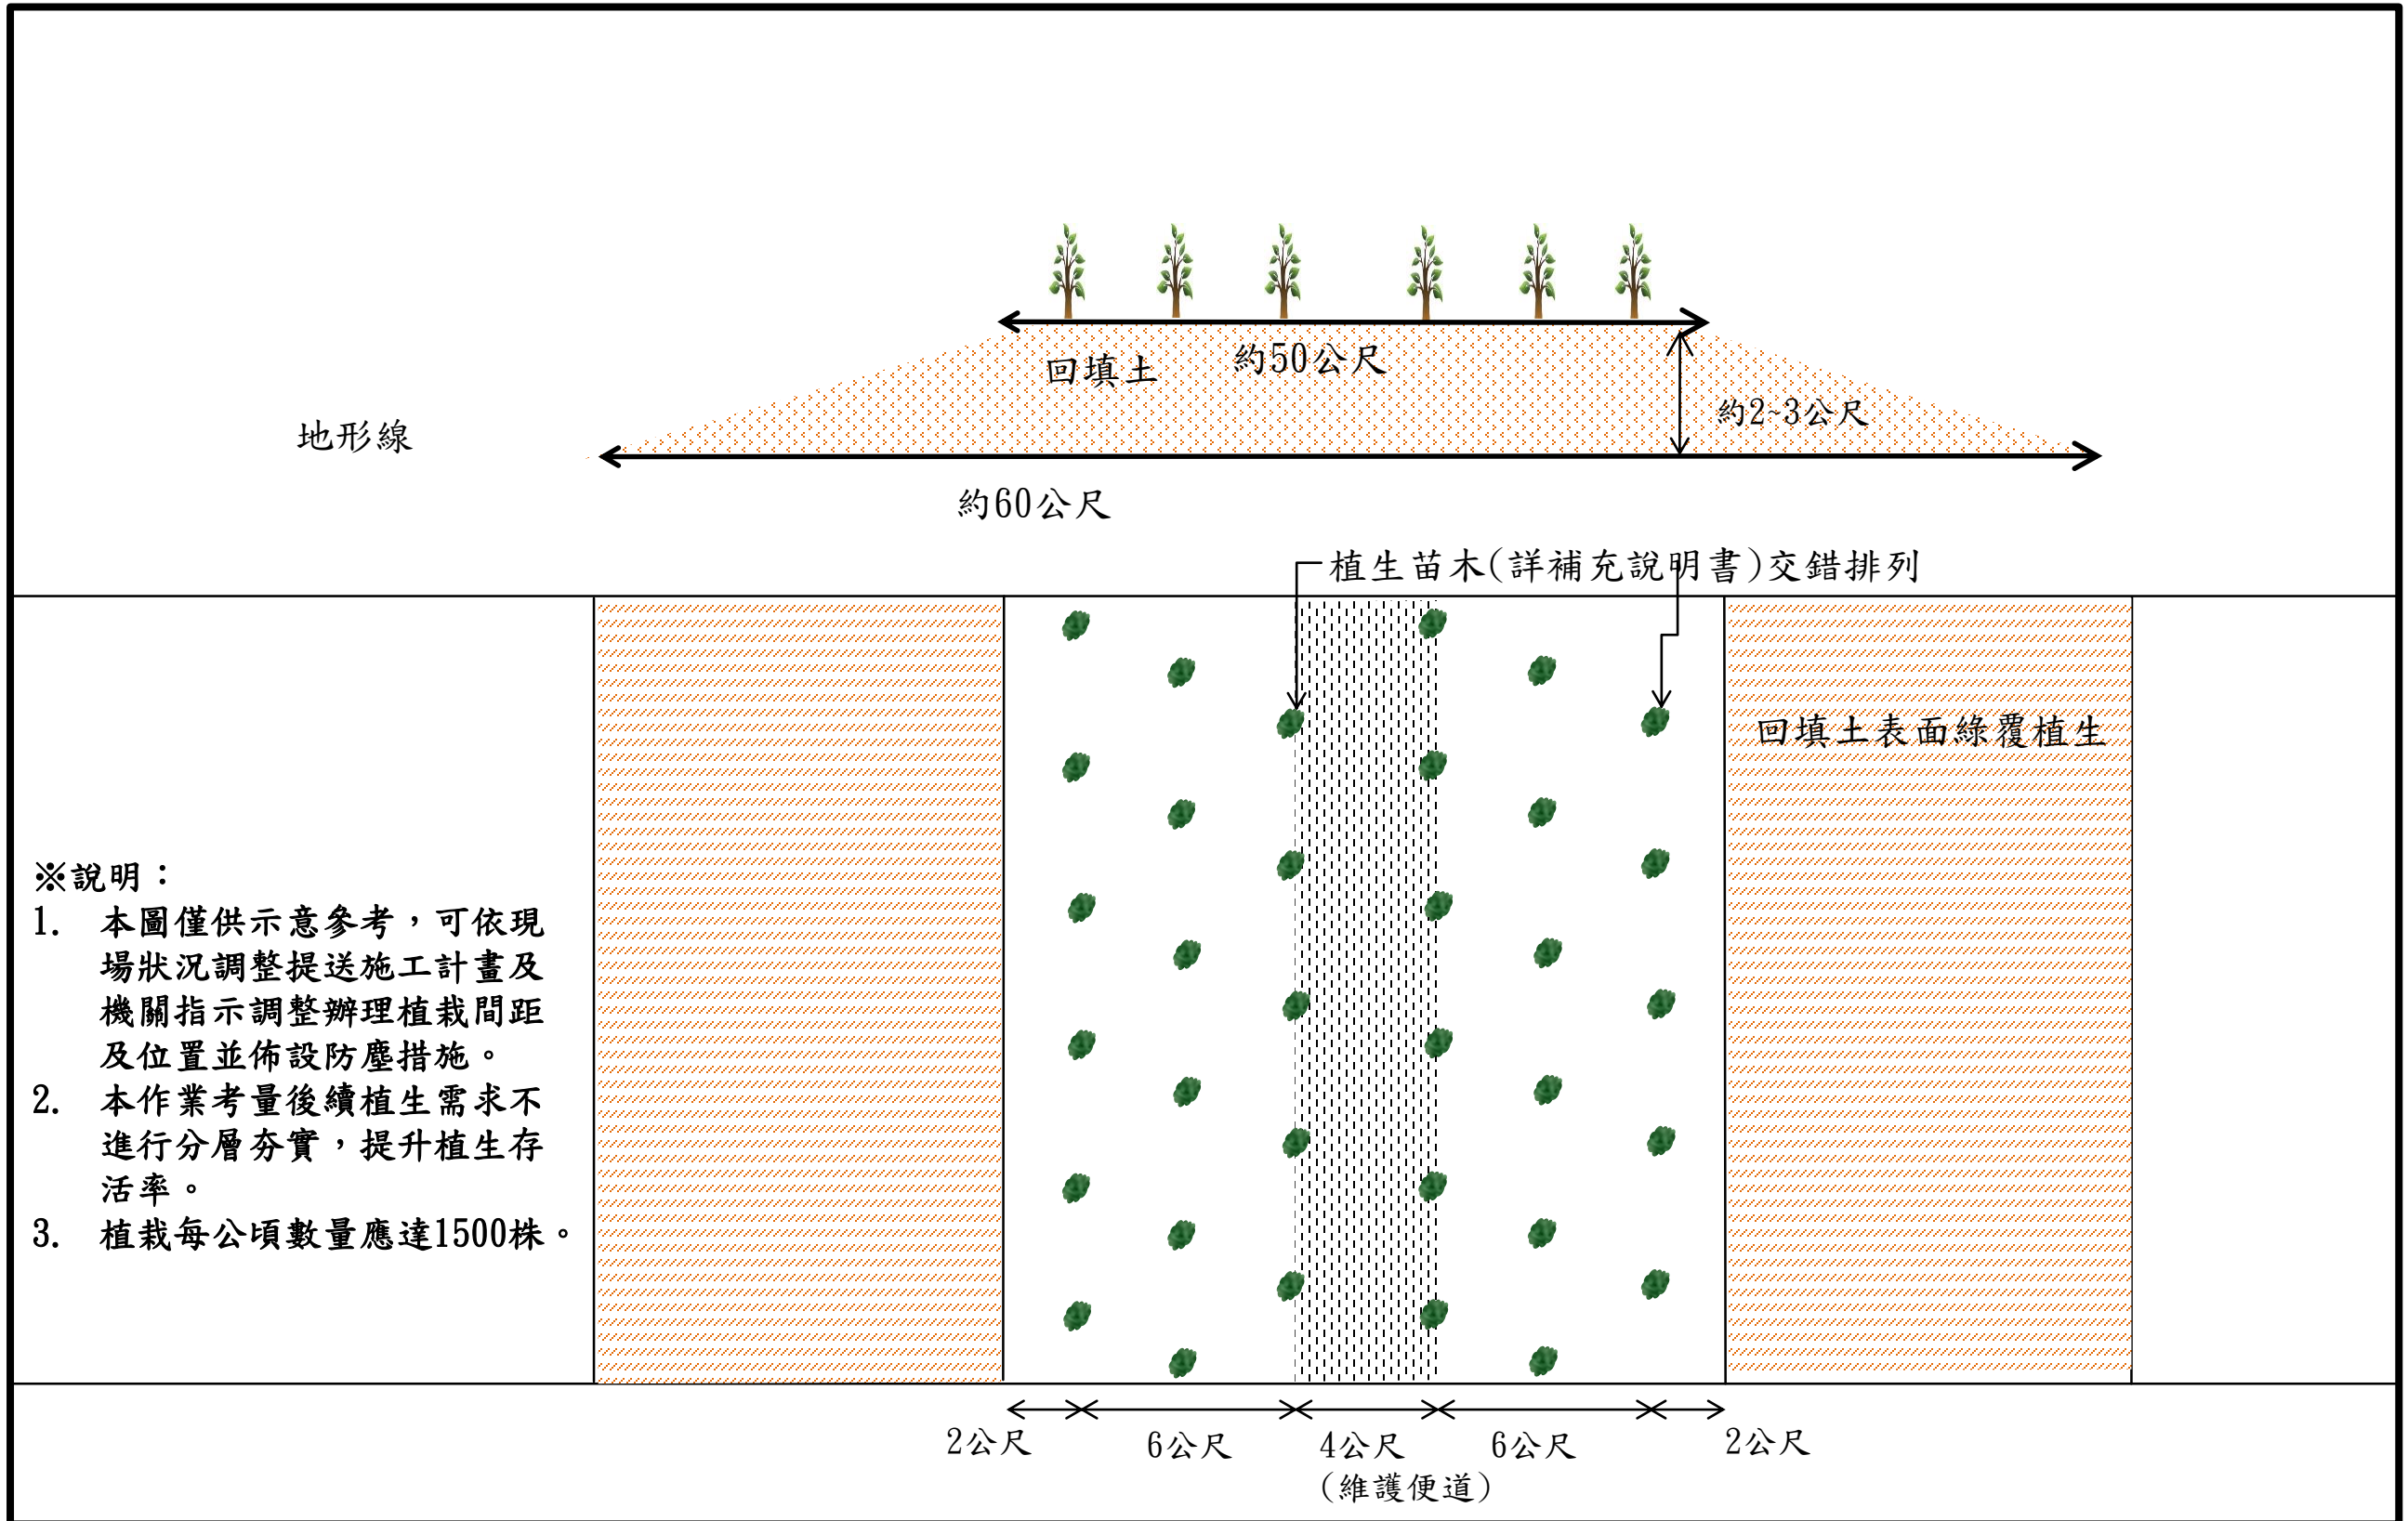 回填土
約50公尺
約2~3公尺
地形線
約60公尺
植生苗木(詳補充說明書)交錯排列
回填土表面綠覆植生
※說明：
1. 本圖僅供示意參考，可依現
場狀況調整提送施工計畫及
機關指示調整辦理植栽間距
及位置並佈設防塵措施。
2. 本作業考量後續植生需求不
進行分層夯實，提升植生存
活率。
3. 植栽每公頃數量應達1500株。
2公尺
6公尺
4公尺
(維護便道)
6公尺
2公尺